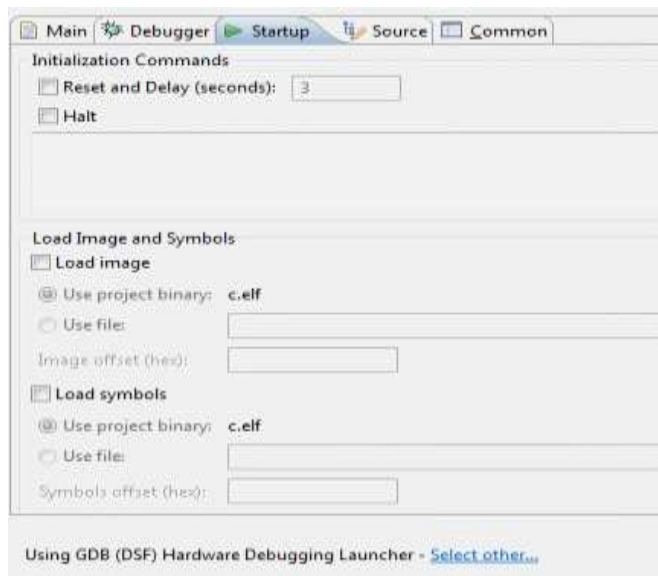 Main Debugger Startup Source Common
Initialization Commands
Reset and Delay (seconds): 3
Halt
Load Image and Symbols
Load image
Use project binary: c.elf
Use file:
Image offset (hex):
Load symbols
Use project binary: c.elf
Use file:
Symbols offset (hex):
Using GDB (DSF) Hardware Debugging Launcher - Select other...